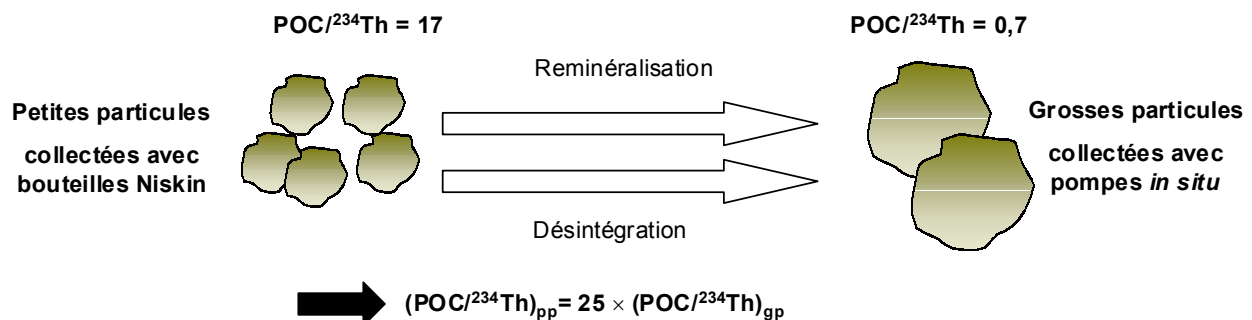 POC/²³⁴Th = 17
POC/²³⁴Th = 0,7
Reminéralisation
Petites particules
collectées avec
bouteilles Niskin
Grosses particules
collectées avec
pompes in situ
Désintégration
(POC/²³⁴Th)pp= 25 × (POC/²³⁴Th)gp